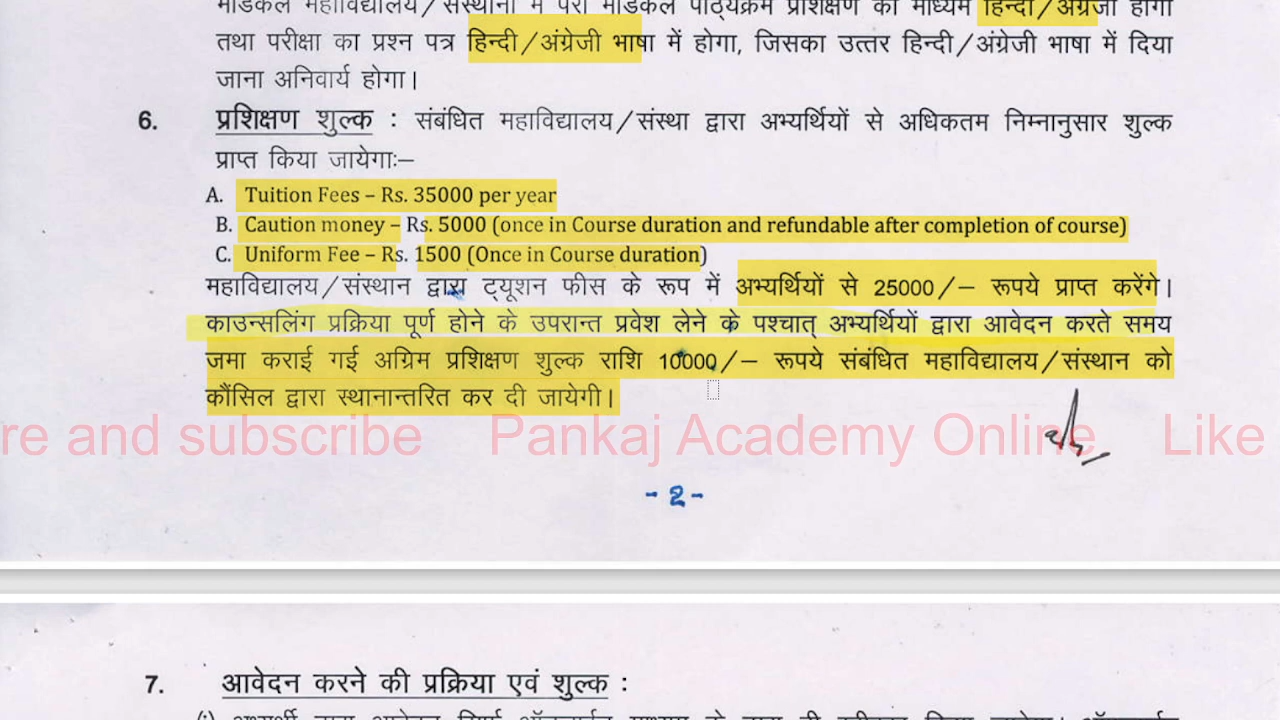 मेडिकल महाविद्यालय/संस्थानों में पैरा मेडिकल पाठ्यक्रम प्रशिक्षण का माध्यम हिन्दी/अंग्रेजी होगा
तथा परीक्षा का प्रश्न पत्र हिन्दी/अंग्रेजी भाषा में होगा, जिसका उत्तर हिन्दी/अंग्रेजी भाषा में दिया
जाना अनिवार्य होगा।
6. प्रशिक्षण शुल्क : संबंधित महाविद्यालय/संस्था द्वारा अभ्यर्थियों से अधिकतम निम्नानुसार शुल्क
प्राप्त किया जायेगाः–
A. Tuition Fees – Rs. 35000 per year
B. Caution money – Rs. 5000 (once in Course duration and refundable after completion of course)
C. Uniform Fee – Rs. 1500 (Once in Course duration)
महाविद्यालय/संस्थान द्वारा ट्यूशन फीस के रूप में अभ्यर्थियों से 25000/– रूपये प्राप्त करेंगे।
काउन्सलिंग प्रक्रिया पूर्ण होने के उपरान्त प्रवेश लेने के पश्चात् अभ्यर्थियों द्वारा आवेदन करते समय
जमा कराई गई अग्रिम प्रशिक्षण शुल्क राशि 10000/– रूपये संबंधित महाविद्यालय/संस्थान को
कौंसिल द्वारा स्थानान्तरित कर दी जायेगी।
re and subscribe Pankaj Academy Online Like
- 2 -
7. आवेदन करने की प्रक्रिया एवं शुल्क :